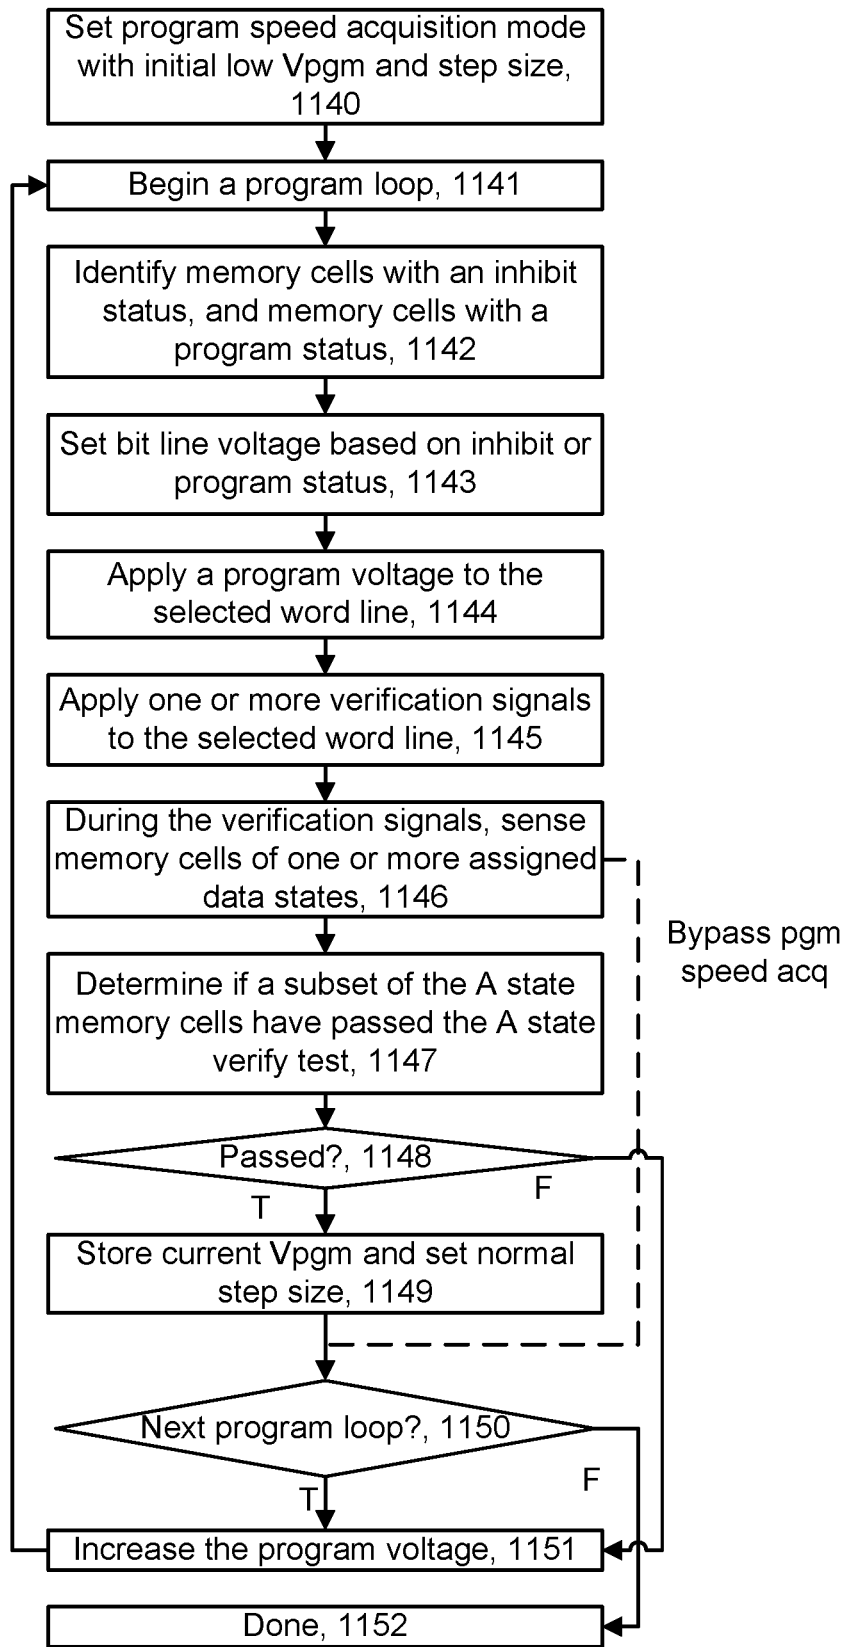 Set program speed acquisition mode
with initial low Vpgm and step size,
1140
Begin a program loop, 1141
Identify memory cells with an inhibit
status, and memory cells with a
program status, 1142
Set bit line voltage based on inhibit or
program status, 1143
Apply a program voltage to the
selected word line, 1144
Apply one or more verification signals
to the selected word line, 1145
During the verification signals, sense
memory cells of one or more assigned
data states, 1146
Bypass pgm
speed acq
Determine if a subset of the A state
memory cells have passed the A state
verify test, 1147
Passed?, 1148
F
T
Store current Vpgm and set normal
step size, 1149
Next program loop?, 1150
F
T
Increase the program voltage, 1151
Done, 1152